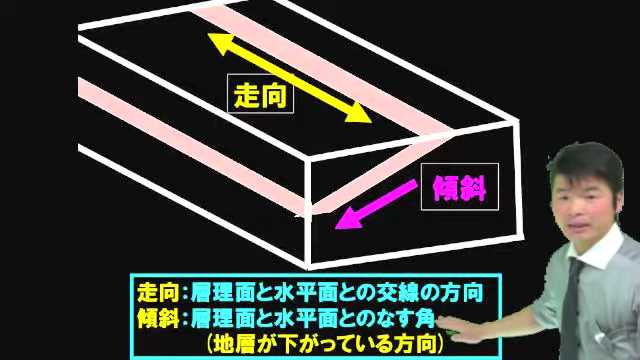 走向
傾斜
走向：層理面と水平面との交線の方向
傾斜：層理面と水平面とのなす角
(地層が下がっている方向)